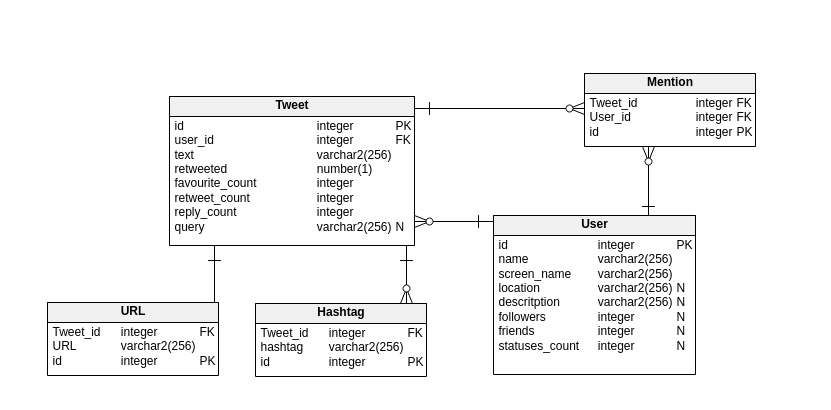 Tweet
id integer PK
user_id integer FK
text varchar2(256)
retweeted number(1)
favourite_count integer
retweet_count integer
reply_count integer
query varchar2(256) N
Mention
Tweet_id integer FK
User_id integer FK
id integer PK
User
id integer PK
name varchar2(256)
screen_name varchar2(256)
location varchar2(256) N
descritption varchar2(256) N
followers integer N
friends integer N
statuses_count integer N
URL
Tweet_id integer FK
URL varchar2(256)
id integer PK
Hashtag
Tweet_id integer FK
hashtag varchar2(256)
id integer PK